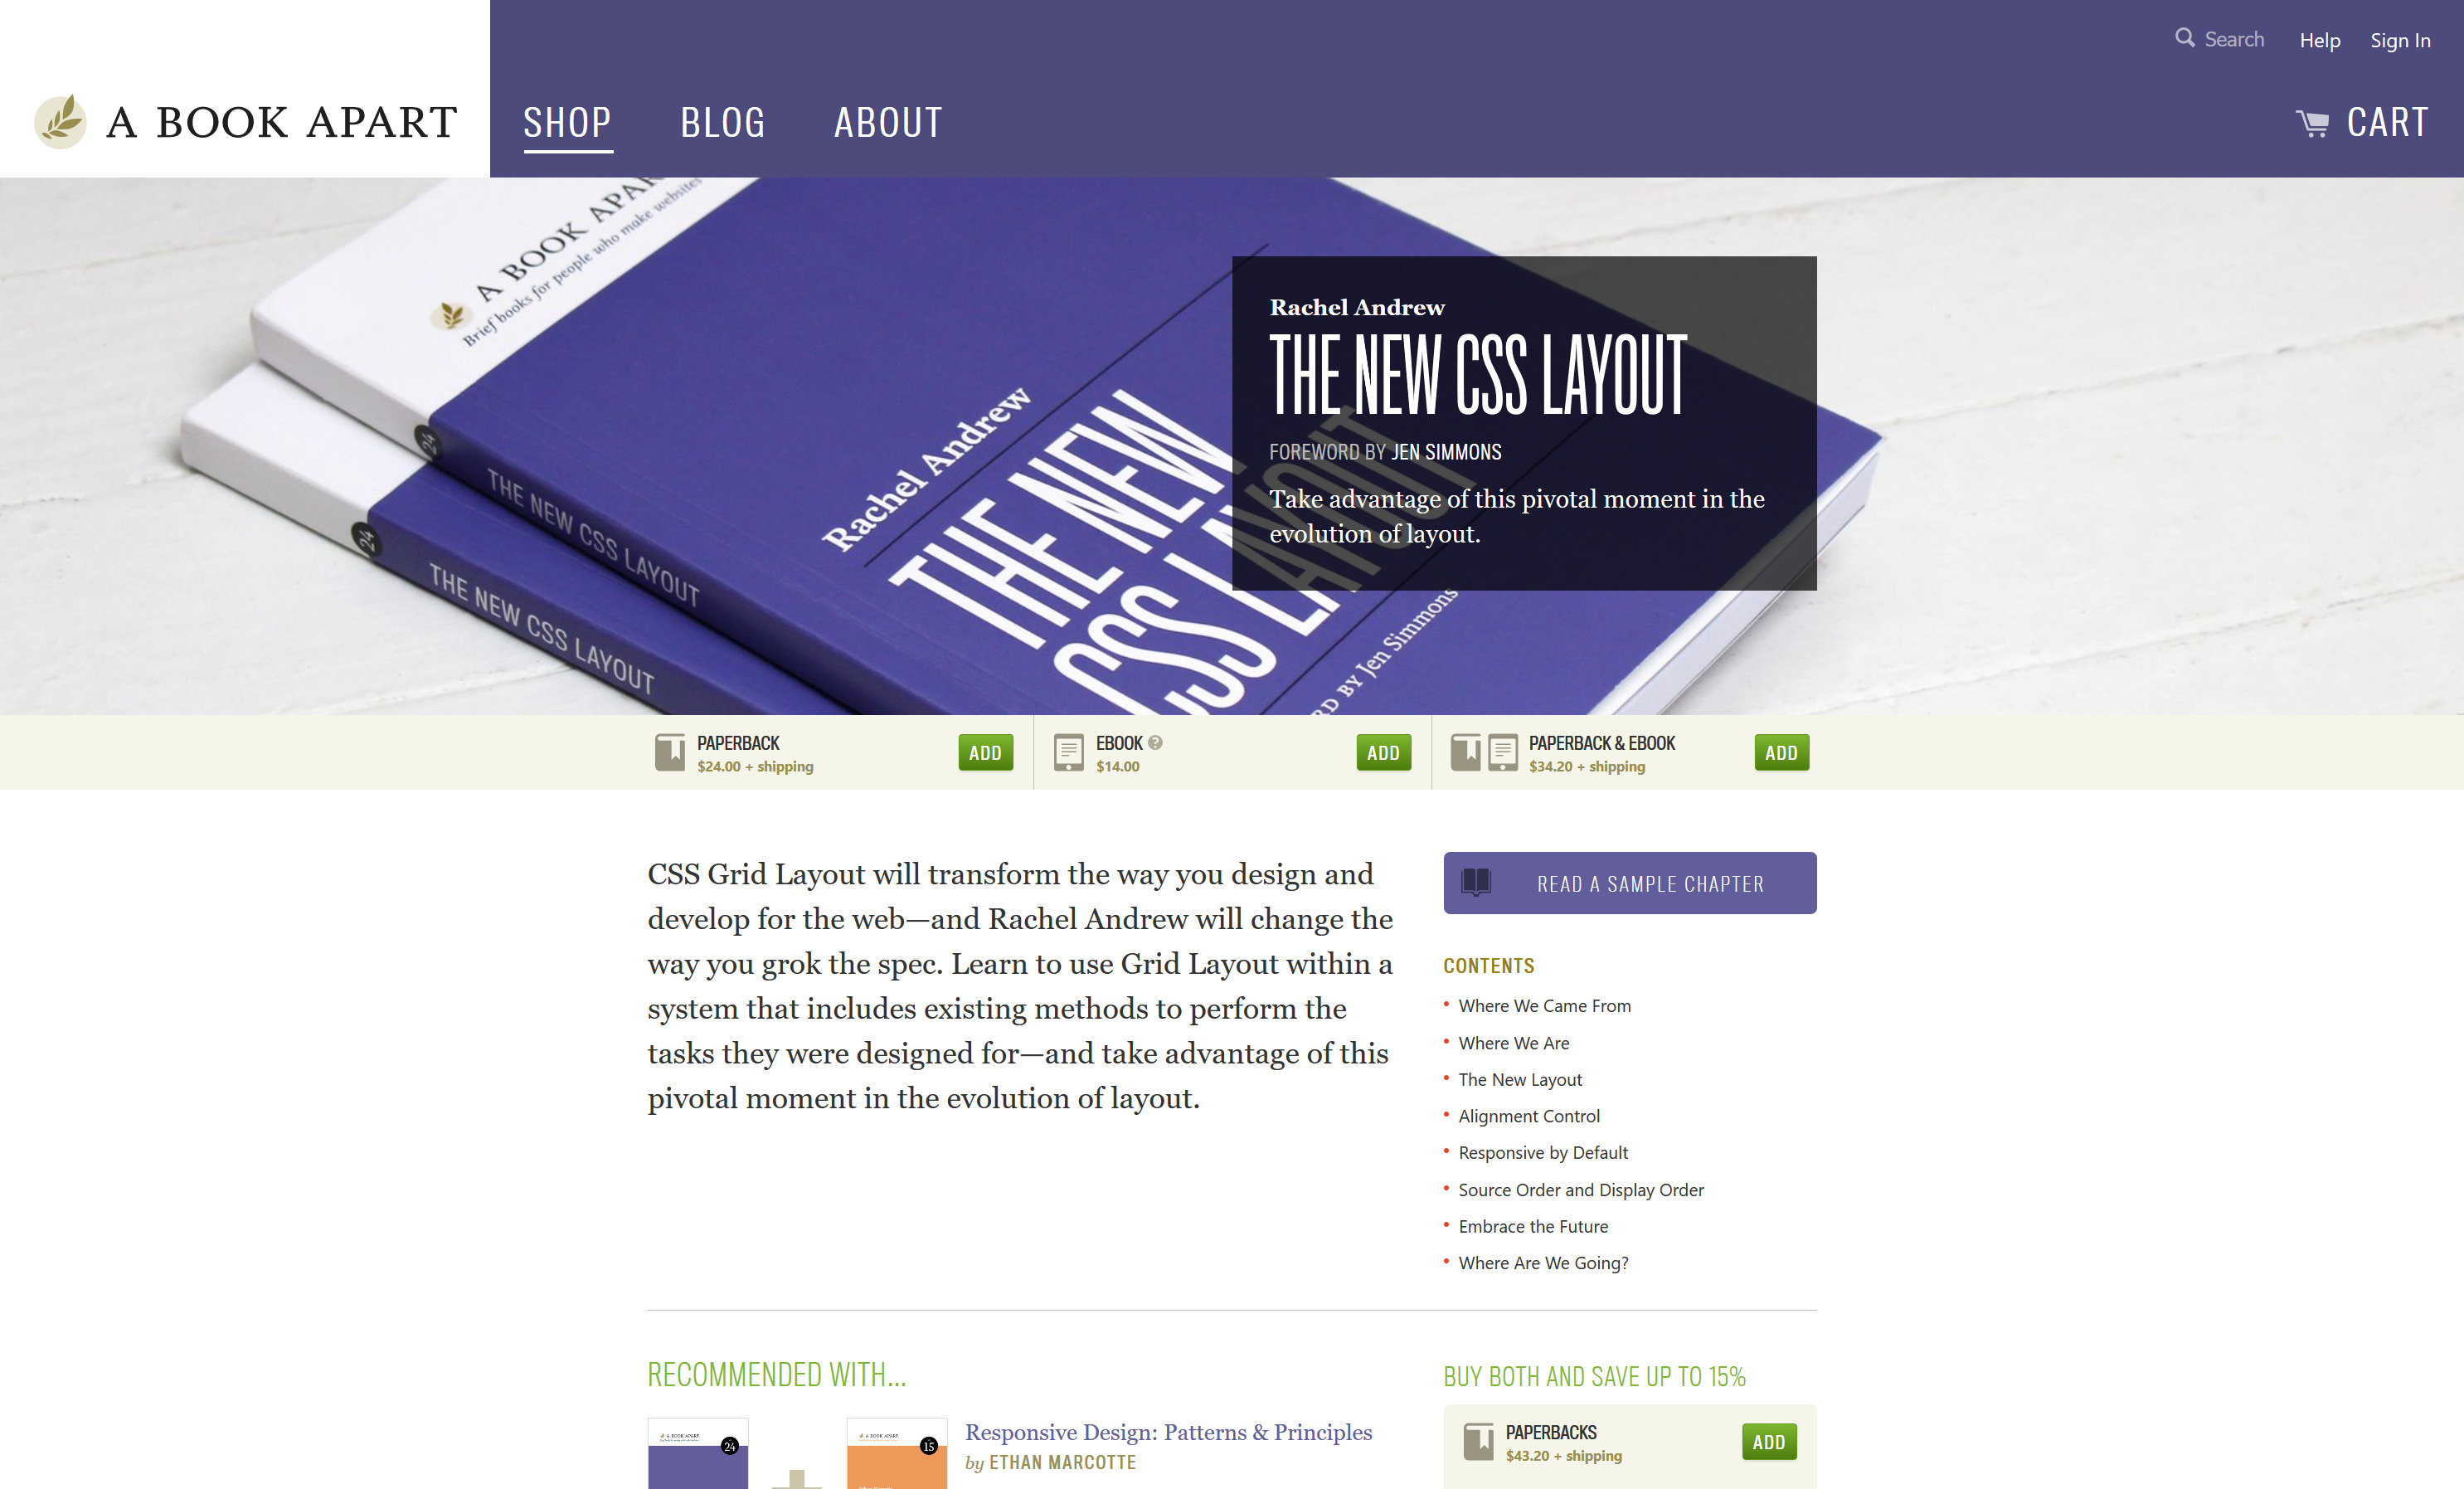 Search Help Sign In
A BOOK APART
SHOP BLOG ABOUT
CART
A BOOK APAR
Brief books for people who make websites
24
THE NEW CSS LAYOUT
24
THE NEW CSS LAYOUT
Rachel Andrew
THE NEW
CSS LAYOUT
BY Jen Simmons
Rachel Andrew
THE NEW CSS LAYOUT
FOREWORD BY JEN SIMMONS
Take advantage of this pivotal moment in the
evolution of layout.
PAPERBACK
$24.00 + shipping
ADD
EBOOK ?
$14.00
ADD
PAPERBACK & EBOOK
$34.20 + shipping
ADD
CSS Grid Layout will transform the way you design and
develop for the web—and Rachel Andrew will change the
way you grok the spec. Learn to use Grid Layout within a
system that includes existing methods to perform the
tasks they were designed for—and take advantage of this
pivotal moment in the evolution of layout.
READ A SAMPLE CHAPTER
CONTENTS
• Where We Came From
• Where We Are
• The New Layout
• Alignment Control
• Responsive by Default
• Source Order and Display Order
• Embrace the Future
• Where Are We Going?
RECOMMENDED WITH...
A BOOK APART
24
A BOOK APART
15
Responsive Design: Patterns & Principles
by ETHAN MARCOTTE
BUY BOTH AND SAVE UP TO 15%
PAPERBACKS
$43.20 + shipping
ADD